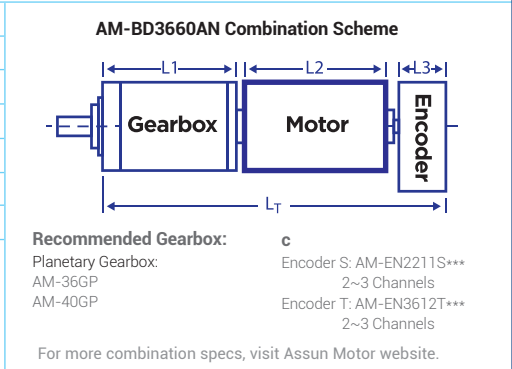 AM-BD3660AN Combination Scheme
L1 L2 L3
Gearbox Motor Encoder
LT
Recommended Gearbox:
Planetary Gearbox:
AM-36GP
AM-40GP
c
Encoder S: AM-EN2211S***
2~3 Channels
Encoder T: AM-EN3612T***
2~3 Channels
For more combination specs, visit Assun Motor website.